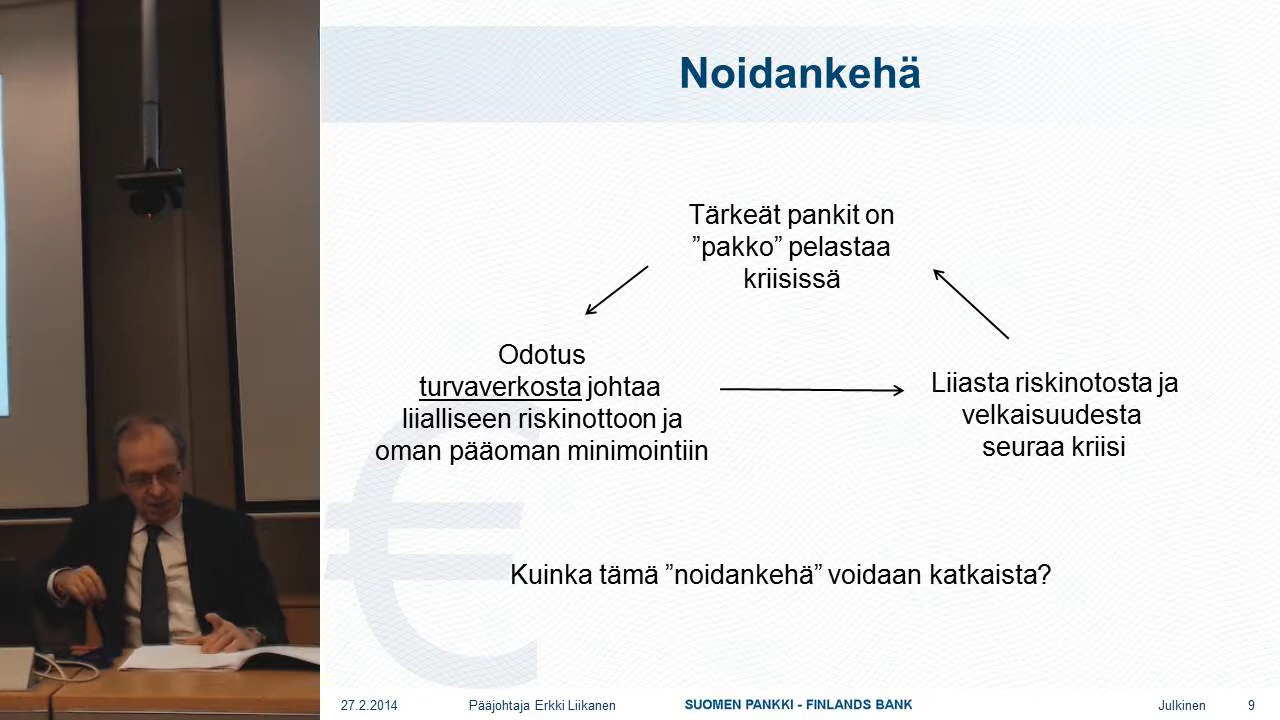 Noidankehä
Tärkeät pankit on
”pakko” pelastaa
kriisissä
Odotus
turvaverkosta johtaa
liialliseen riskinottoon ja
oman pääoman minimointiin
Liiasta riskinotosta ja
velkaisuudesta
seuraa kriisi
€
Kuinka tämä ”noidankehä” voidaan katkaista?
27.2.2014 Pääjohtaja Erkki Liikanen SUOMEN PANKKI - FINLANDS BANK Julkinen 9